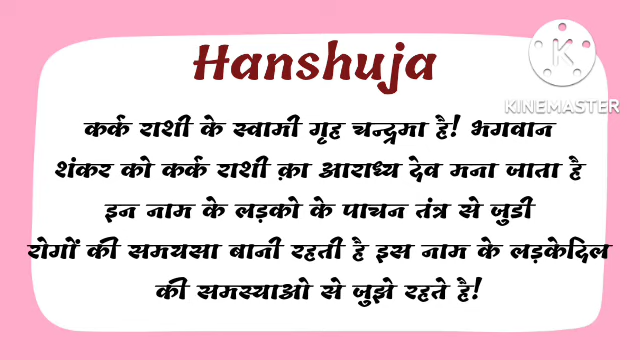 Hanshuja
KINEMASTER
कर्क राशी के स्वामी गृह चन्द्रमा है! भगवान
शंकर को कर्क राशी क़ा आराध्य देव मना जाता है
इन नाम के लड़को के पाचन तंत्र से जुडी
रोगों की समयसा बानी रहती है इस नाम के लड़केदिल
की समस्याओ से जुझे रहते है!